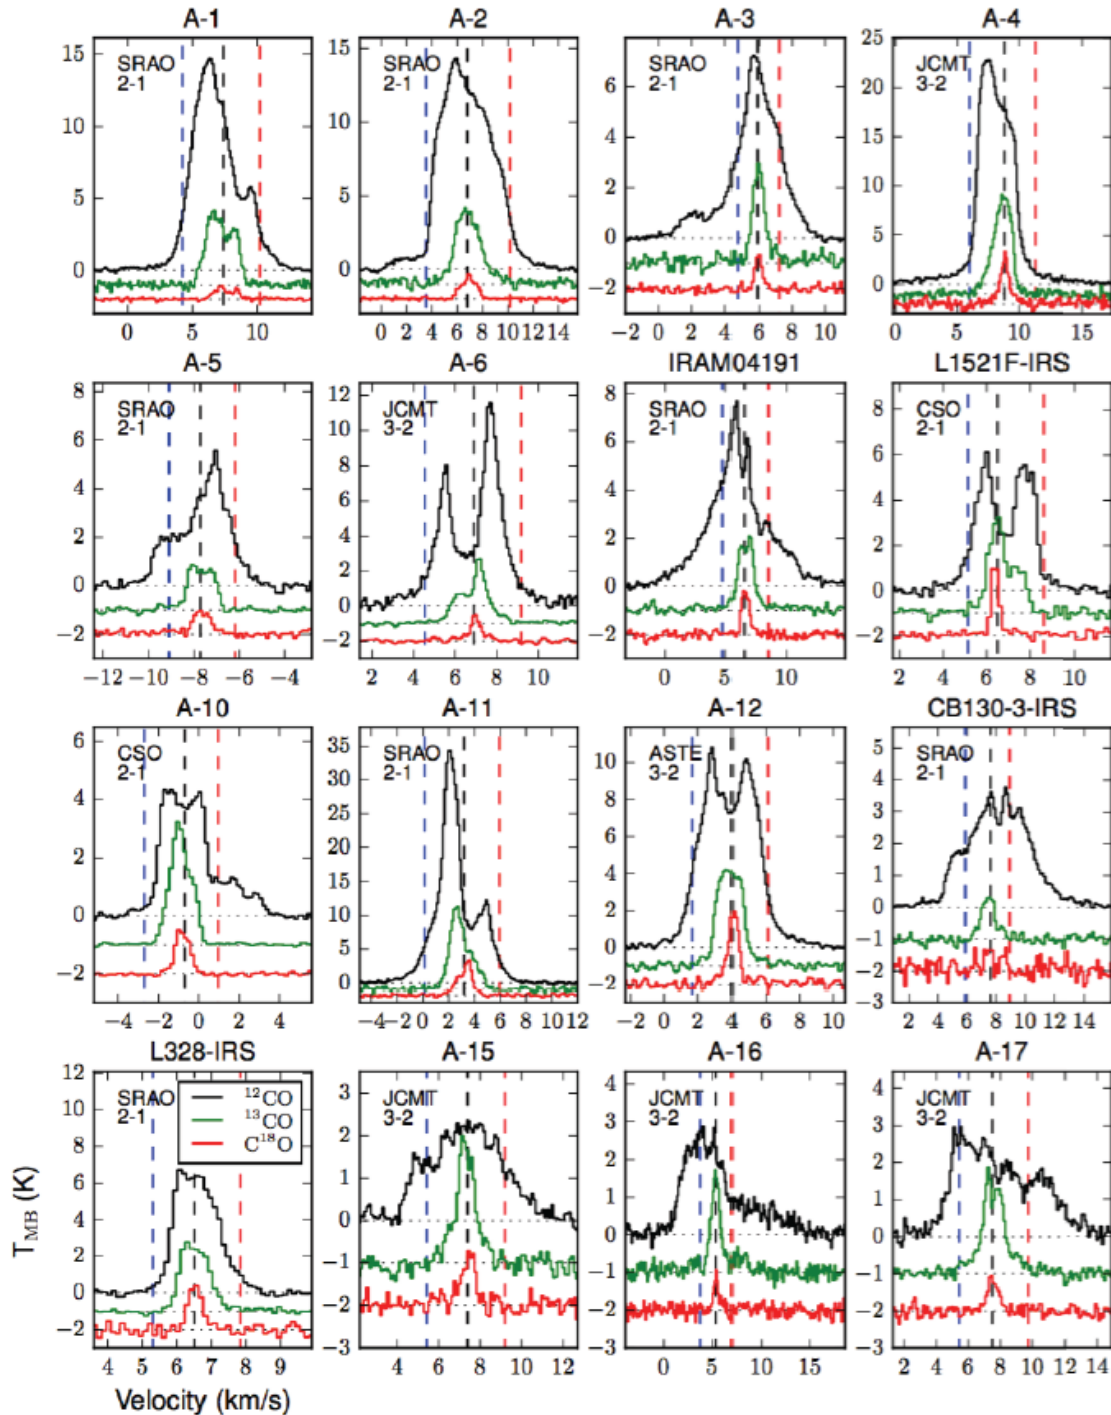 A-1 A-2 A-3 A-4
SRAO SRAO SRAO JCMT
2-1 2-1 2-1 3-2
15 15 6 25
10 10 4 20
5 5 2 15
0 0 0 10
−2 5
0
0 5 10 0 2 4 6 8 10 12 14 −2 0 2 4 6 8 10 0 5 10 15
A-5 A-6 IRAM04191 L1521F-IRS
SRAO JCMT SRAO CSO
2-1 3-2 2-1 2-1
8 12 8 8
6 10 6 6
4 8 4 4
2 6 2 2
0 4 0 0
−2 2 −2 −2
0
−2
−12 −10 −8 −6 −4 2 4 6 8 10 0 5 10 2 4 6 8 10
A-10 A-11 A-12 CB130-3-IRS
CSO SRAO ASTE SRAO
2-1 2-1 3-2 2-1
6 35 10 5
4 30 8 4
2 25 6 3
0 20 4 2
−2 15 2 1
10 0 0
5 −2 −1
0 −2
−3
−4 −2 0 2 4 −4 −2 0 2 4 6 8 10 12 −2 0 2 4 6 8 10 2 4 6 8 10 12 14
L328-IRS A-15 A-16 A-17
SRAO JCMT JCMT JCMT
2-1 3-2 3-2 3-2
¹²CO
¹³CO
C¹⁸O
12 3 4 4
10 2 3 3
8 1 2 2
6 0 1 1
4 −1 0 0
2 −2 −1 −1
0 −3 −2 −2
−2 −3 −3
4 5 6 7 8 9 4 6 8 10 12 0 5 10 15 2 4 6 8 10 12 14
T_MB (K)
Velocity (km/s)